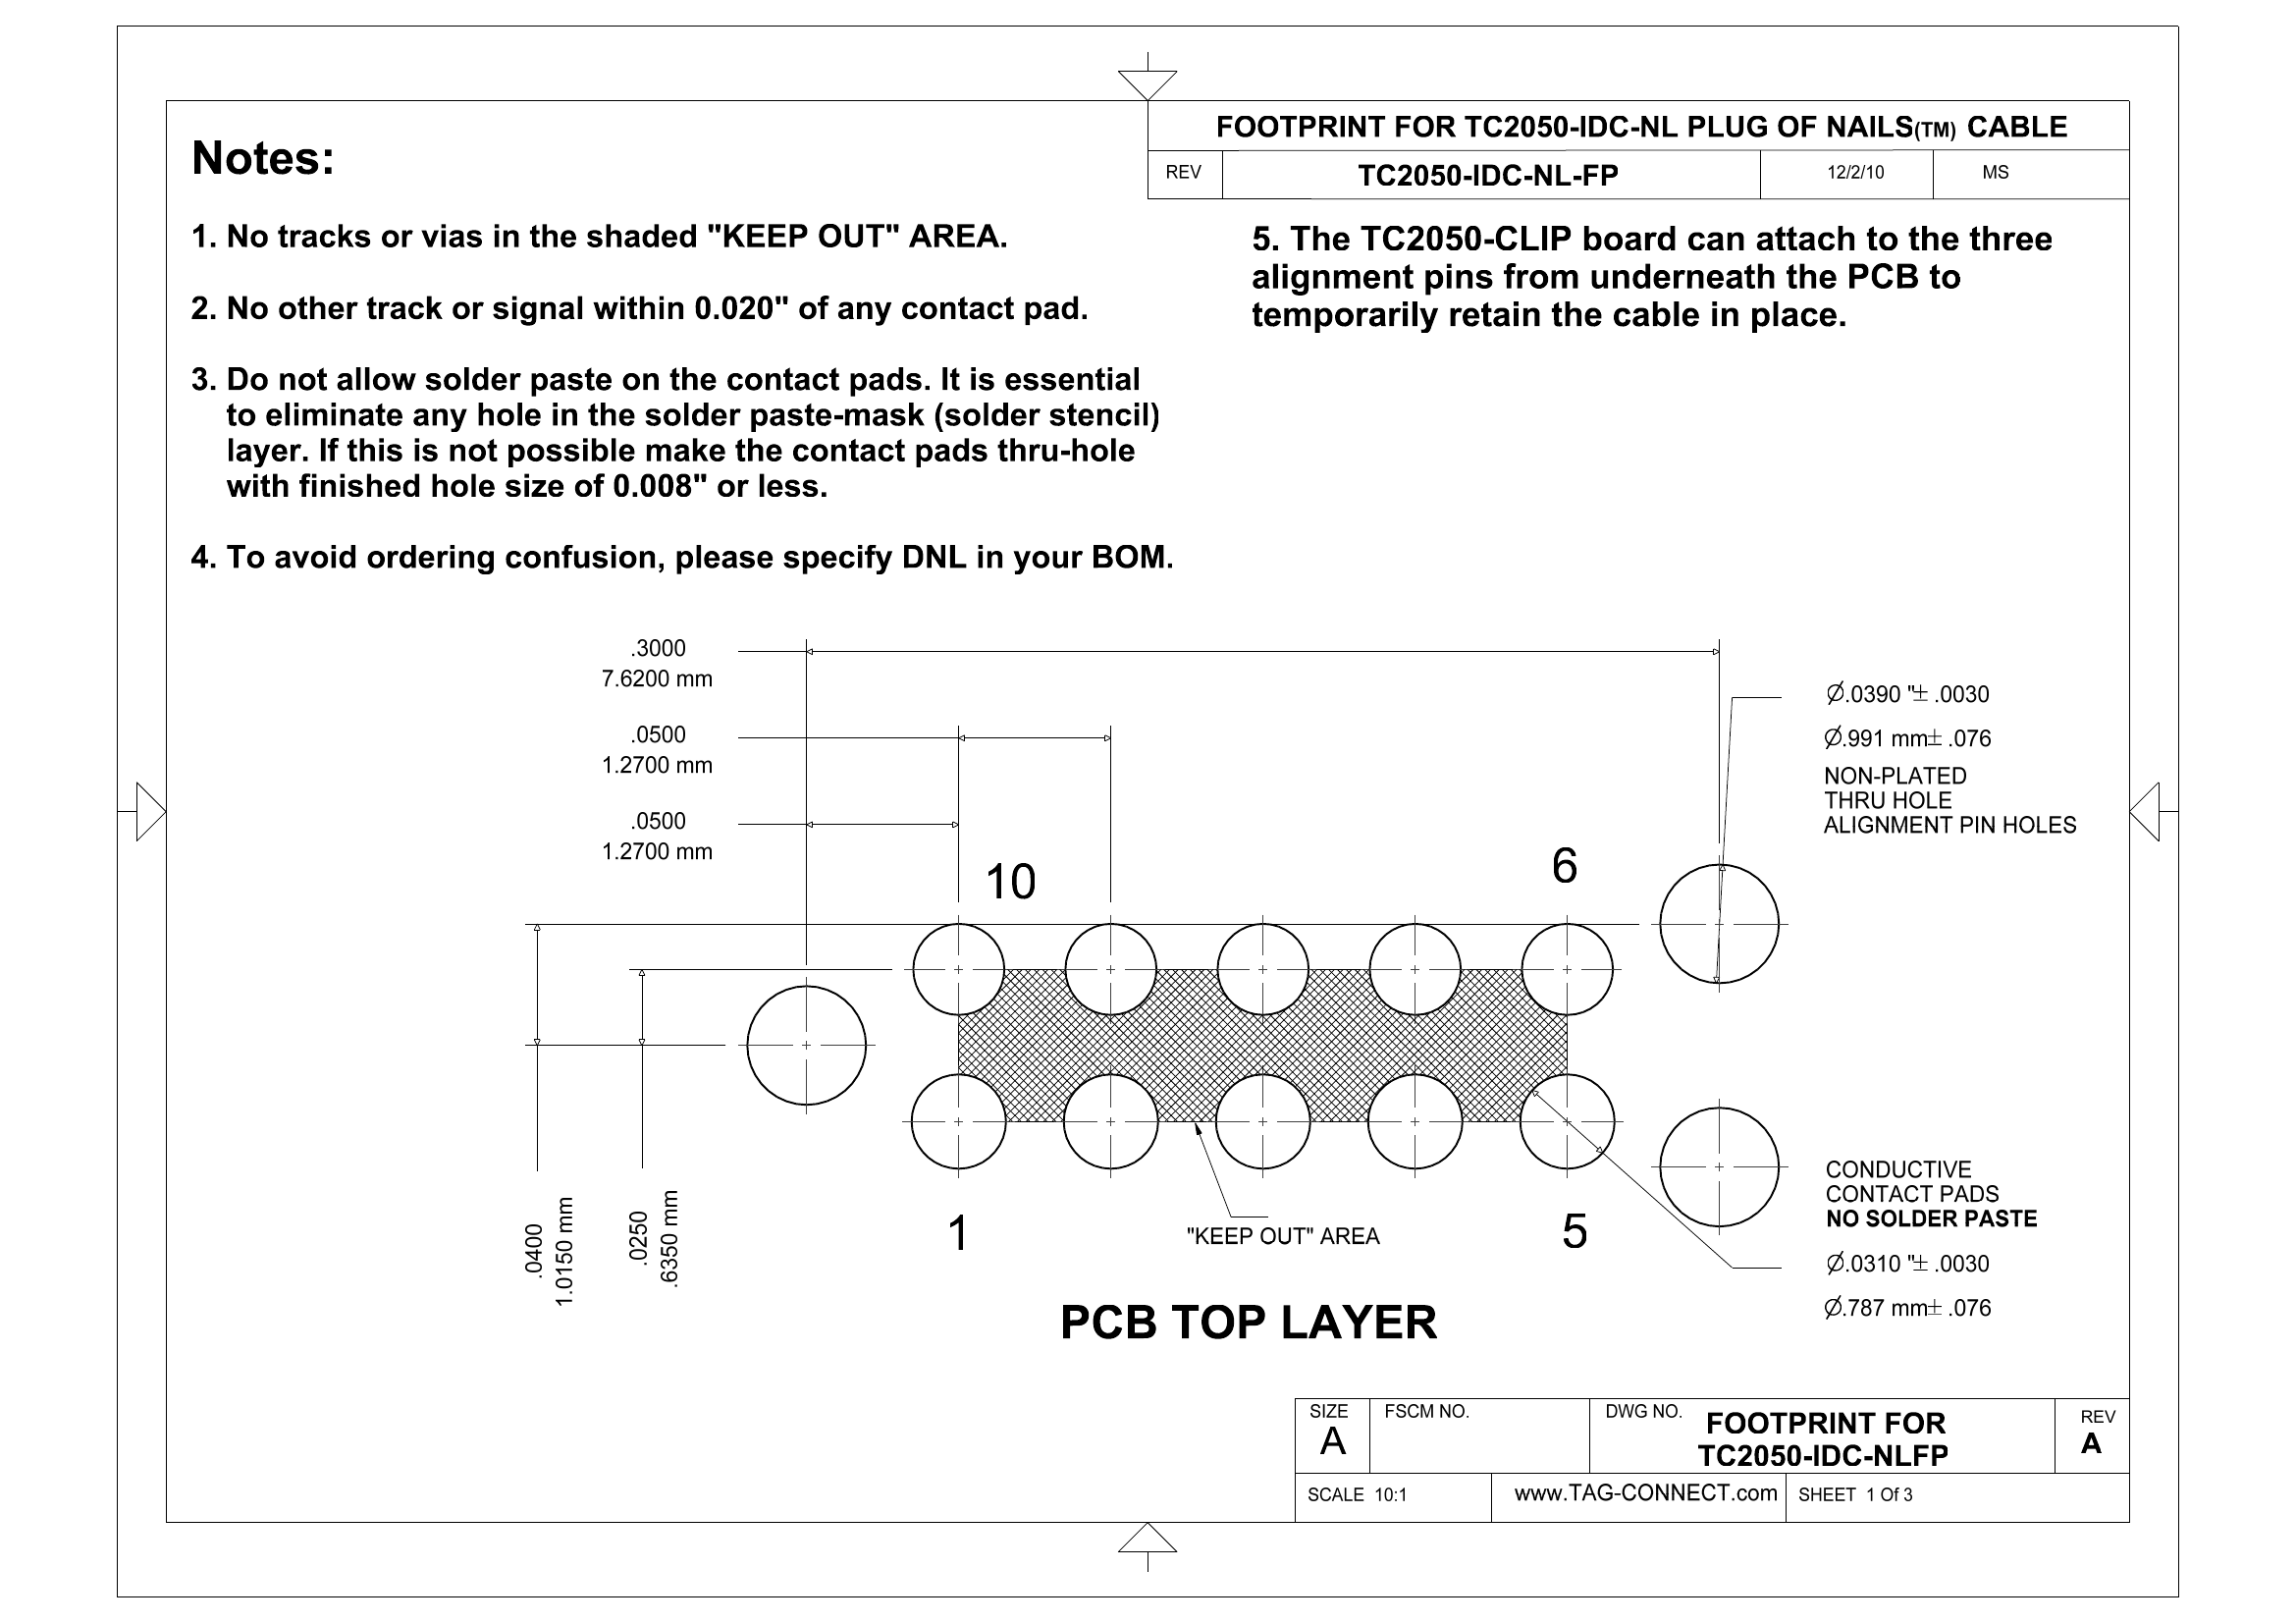 FOOTPRINT FOR TC2050-IDC-NL PLUG OF NAILS(TM) CABLE
REV
TC2050-IDC-NL-FP
12/2/10
MS
Notes:
1. No tracks or vias in the shaded "KEEP OUT" AREA.
2. No other track or signal within 0.020" of any contact pad.
3. Do not allow solder paste on the contact pads. It is essential
to eliminate any hole in the solder paste-mask (solder stencil)
layer. If this is not possible make the contact pads thru-hole
with finished hole size of 0.008" or less.
4. To avoid ordering confusion, please specify DNL in your BOM.
5. The TC2050-CLIP board can attach to the three
alignment pins from underneath the PCB to
temporarily retain the cable in place.
.3000
7.6200 mm
.0500
1.2700 mm
.0500
1.2700 mm
Ø.0390 "± .0030
Ø.991 mm± .076
NON-PLATED
THRU HOLE
ALIGNMENT PIN HOLES
10
6
1
5
.0400
1.0150 mm
.0250
.6350 mm
"KEEP OUT" AREA
CONDUCTIVE
CONTACT PADS
NO SOLDER PASTE
Ø.0310 "± .0030
Ø.787 mm± .076
PCB TOP LAYER
SIZE
A
FSCM NO.
DWG NO.
FOOTPRINT FOR
TC2050-IDC-NLFP
REV
A
SCALE 10:1
www.TAG-CONNECT.com
SHEET 1 Of 3